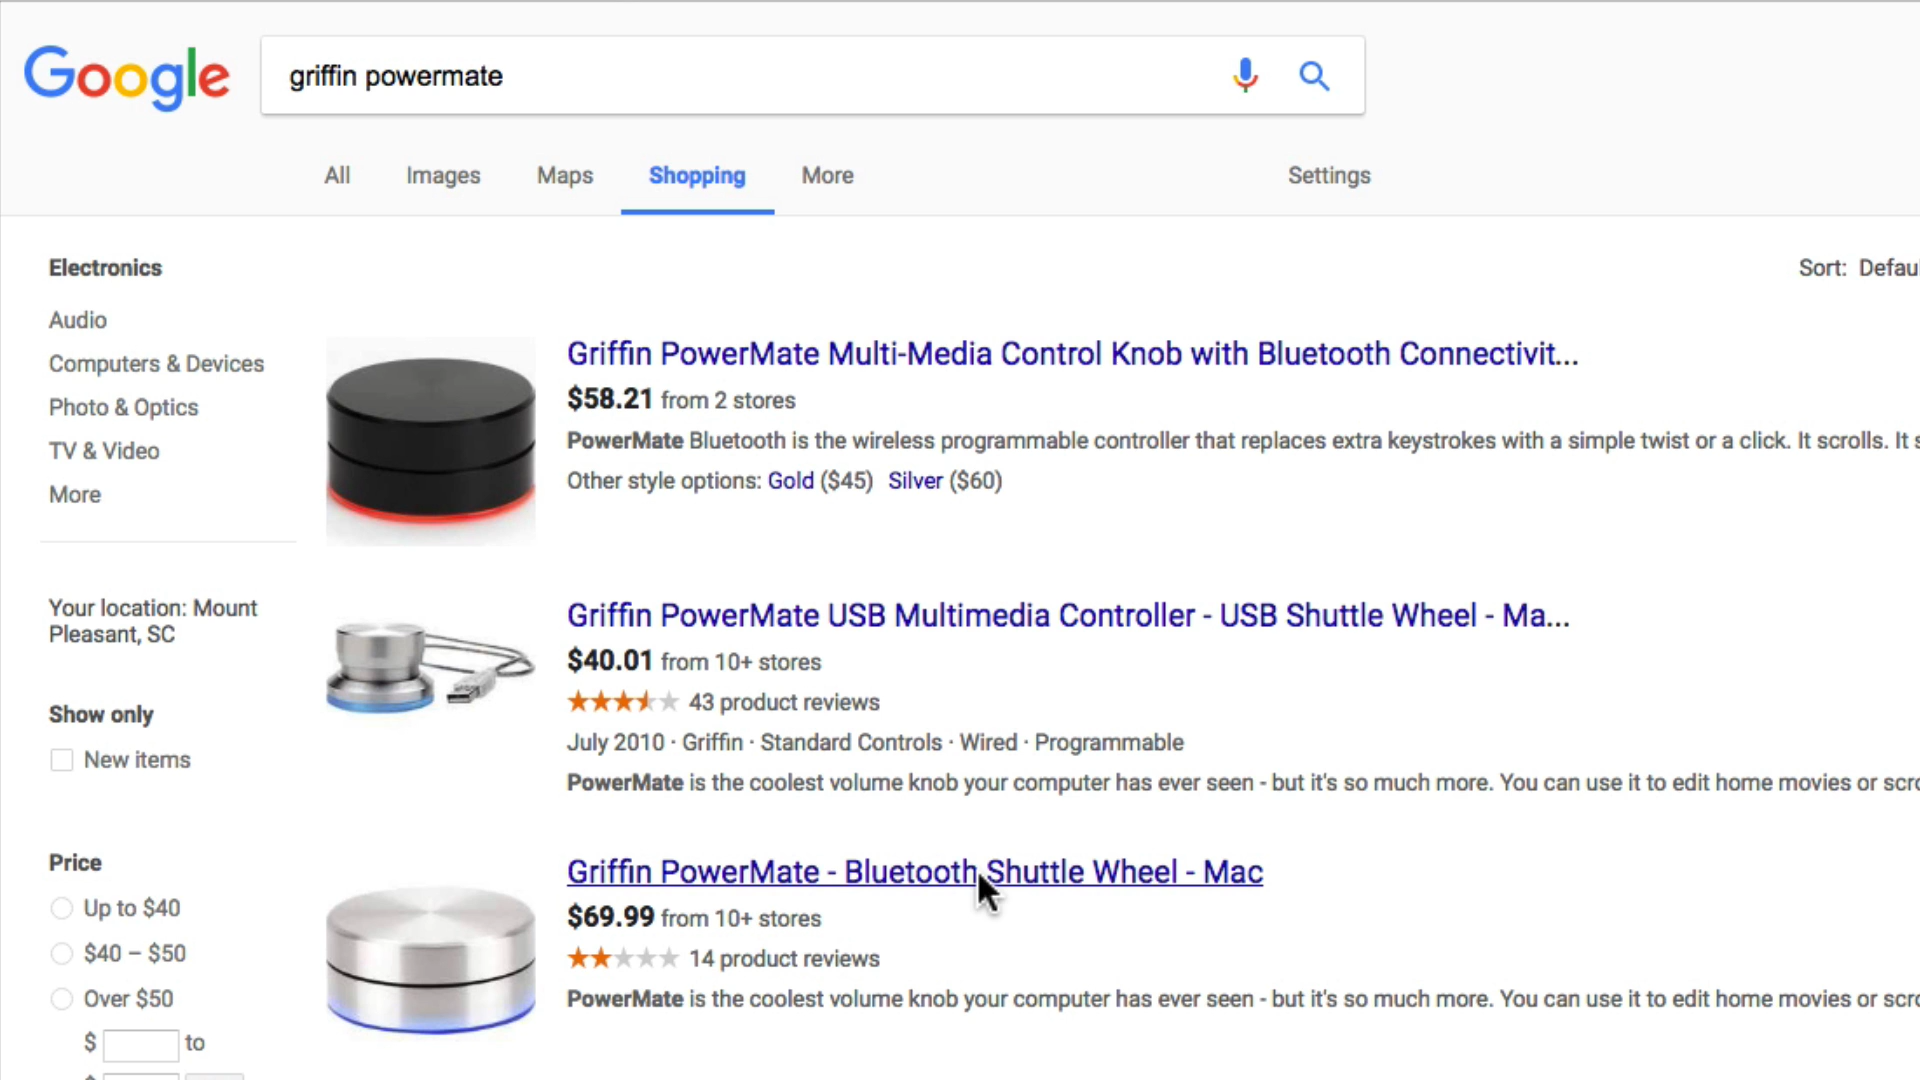 Google
griffin powermate
All Images Maps Shopping More Settings
Electronics
Sort: Defau
Audio
Computers & Devices
Photo & Optics
TV & Video
More
Griffin PowerMate Multi-Media Control Knob with Bluetooth Connectivit...
$58.21 from 2 stores
PowerMate Bluetooth is the wireless programmable controller that replaces extra keystrokes with a simple twist or a click. It scrolls. It s
Other style options: Gold ($45) Silver ($60)
Your location: Mount
Pleasant, SC
Show only
New items
Griffin PowerMate USB Multimedia Controller - USB Shuttle Wheel - Ma...
$40.01 from 10+ stores
43 product reviews
July 2010 · Griffin · Standard Controls · Wired · Programmable
PowerMate is the coolest volume knob your computer has ever seen - but it's so much more. You can use it to edit home movies or scro
Price
Up to $40
$40 – $50
Over $50
$ to
Griffin PowerMate - Bluetooth Shuttle Wheel - Mac
$69.99 from 10+ stores
14 product reviews
PowerMate is the coolest volume knob your computer has ever seen - but it's so much more. You can use it to edit home movies or scro